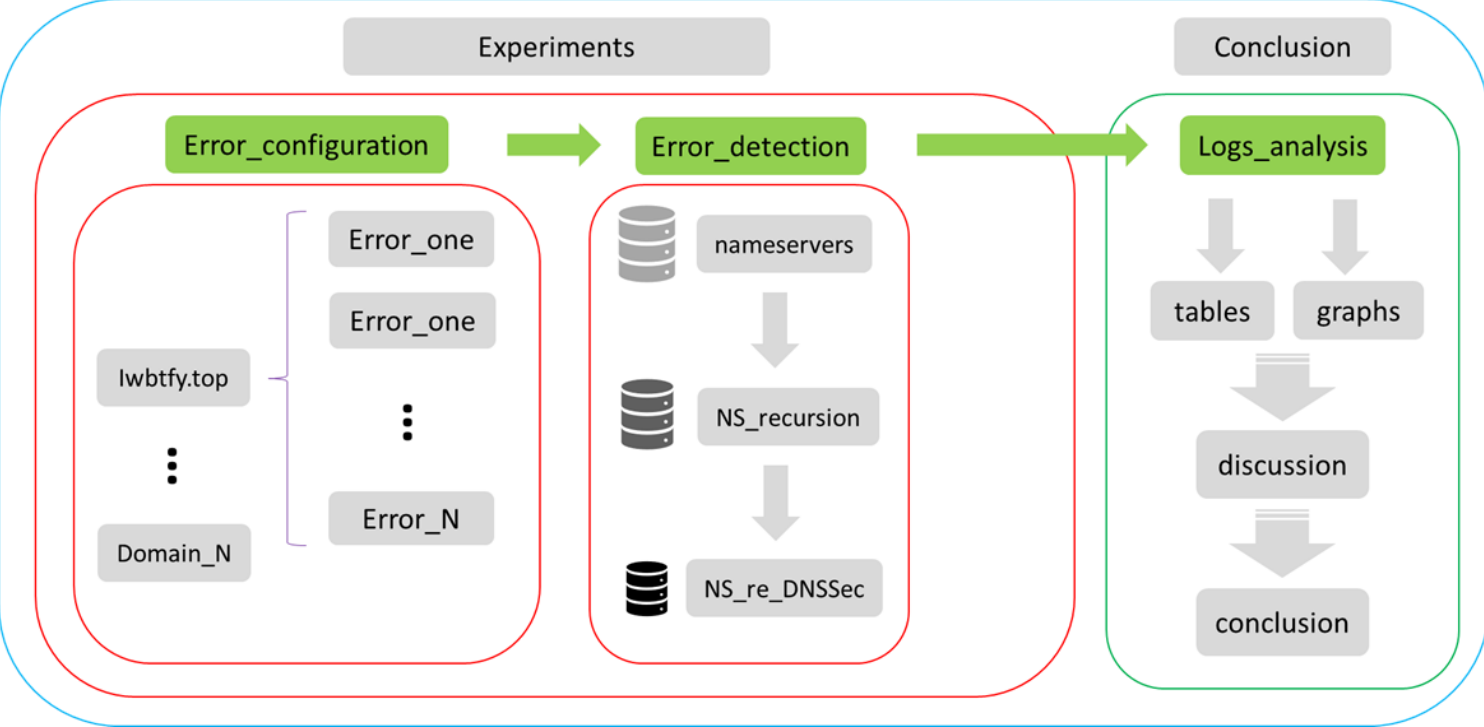 Experiments
Conclusion
Error_configuration
Error_detection
Logs_analysis
Error_one
Error_one
lwbtfy.top
Error_N
Domain_N
nameservers
NS_recursion
NS_re_DNSSec
tables
graphs
discussion
conclusion